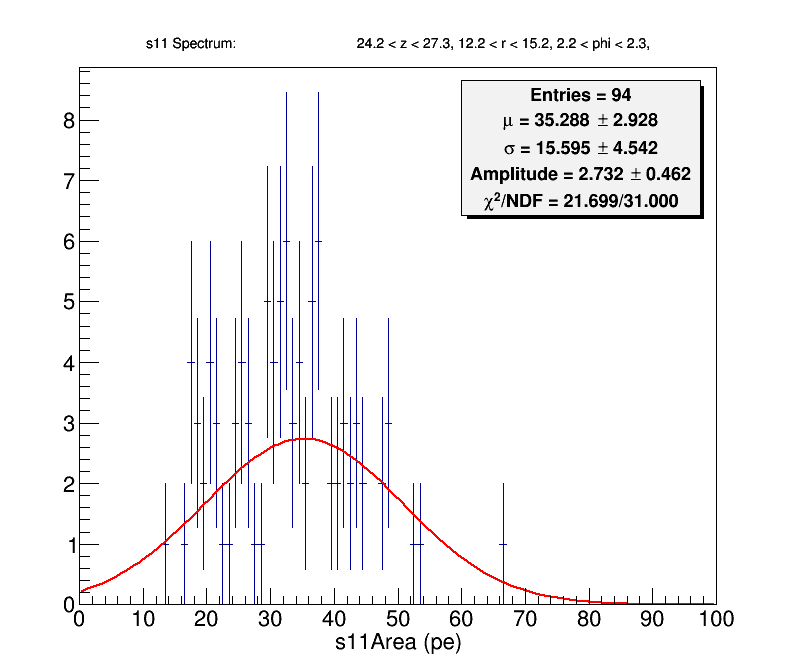 s11 Spectrum: 24.2 < z < 27.3, 12.2 < r < 15.2, 2.2 < phi < 2.3,
Entries = 94
μ = 35.288 ± 2.928
σ = 15.595 ± 4.542
Amplitude = 2.732 ± 0.462
χ²/NDF = 21.699/31.000
8
7
6
5
4
3
2
1
0
0 10 20 30 40 50 60 70 80 90 100
s11Area (pe)